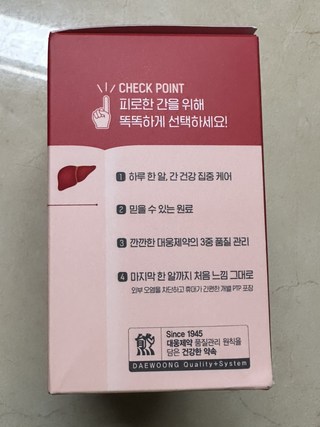 CHECK POINT
피로한 간을 위해
똑똑하게 선택하세요!
1 하루 한 알, 간 건강 집중 케어
2 믿을 수 있는 원료
3 깐깐한 대웅제약의 3중 품질 관리
4 마지막 한 알까지 처음 느낌 그대로
외부 오염을 차단하고 휴대가 간편한 개별 PTP 포장
熊
Since 1945
대웅제약 품질관리 원칙을
담은 건강한 약속
DAEWOONG Quality+System